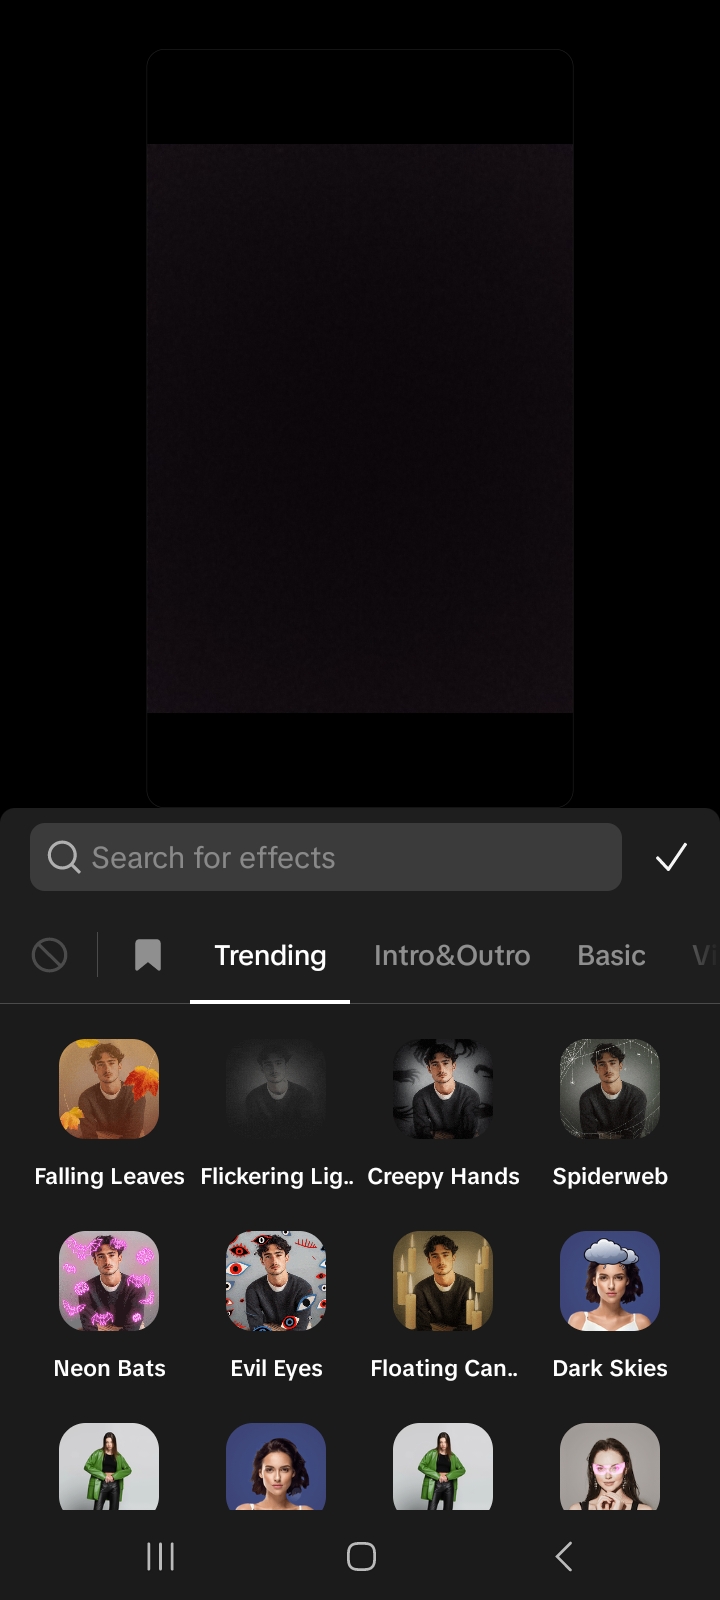 Search for effects
Trending Intro&Outro Basic Vi
Falling Leaves Flickering Lig.. Creepy Hands Spiderweb
Neon Bats Evil Eyes Floating Can.. Dark Skies